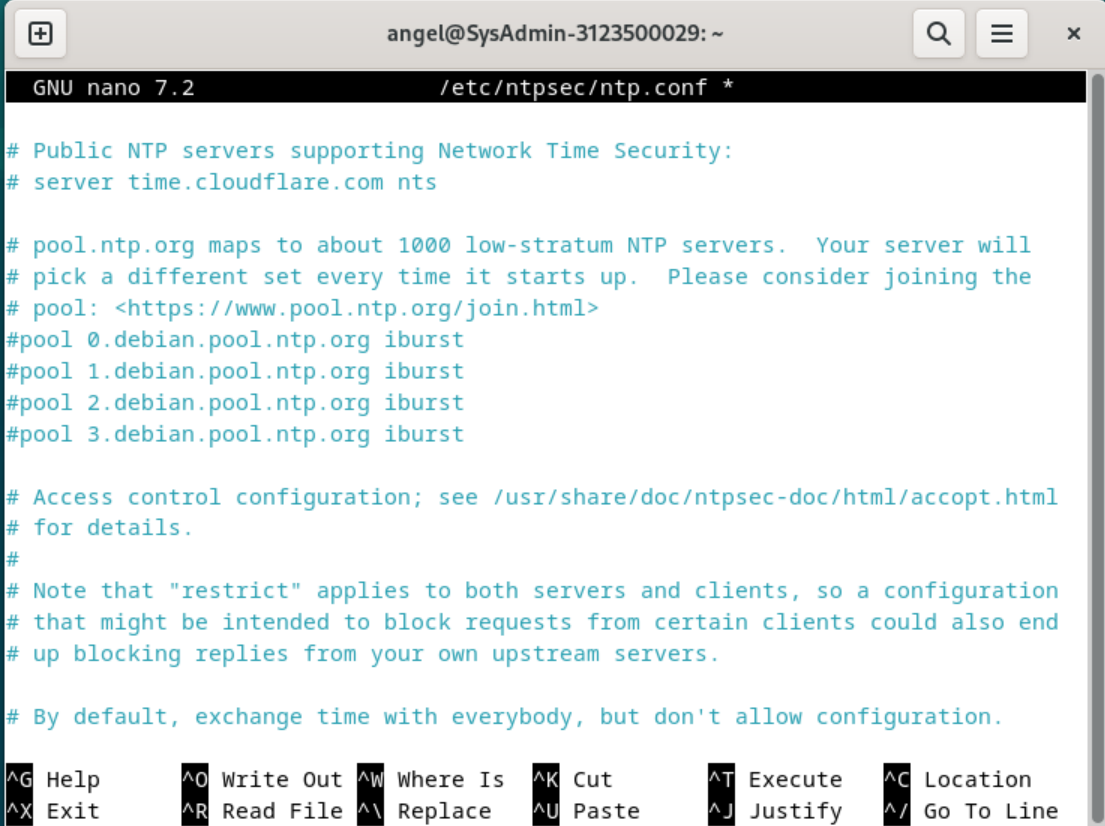 angel@SysAdmin-3123500029: ~
GNU nano 7.2 /etc/ntpsec/ntp.conf *
# Public NTP servers supporting Network Time Security:
# server time.cloudflare.com nts
# pool.ntp.org maps to about 1000 low-stratum NTP servers.  Your server will
# pick a different set every time it starts up.  Please consider joining the
# pool: <https://www.pool.ntp.org/join.html>
#pool 0.debian.pool.ntp.org iburst
#pool 1.debian.pool.ntp.org iburst
#pool 2.debian.pool.ntp.org iburst
#pool 3.debian.pool.ntp.org iburst
# Access control configuration; see /usr/share/doc/ntpsec-doc/html/accopt.html
# for details.
#
# Note that "restrict" applies to both servers and clients, so a configuration
# that might be intended to block requests from certain clients could also end
# up blocking replies from your own upstream servers.
# By default, exchange time with everybody, but don't allow configuration.
^G Help ^O Write Out ^W Where Is ^K Cut ^T Execute ^C Location
^X Exit ^R Read File ^\ Replace ^U Paste ^J Justify ^/ Go To Line